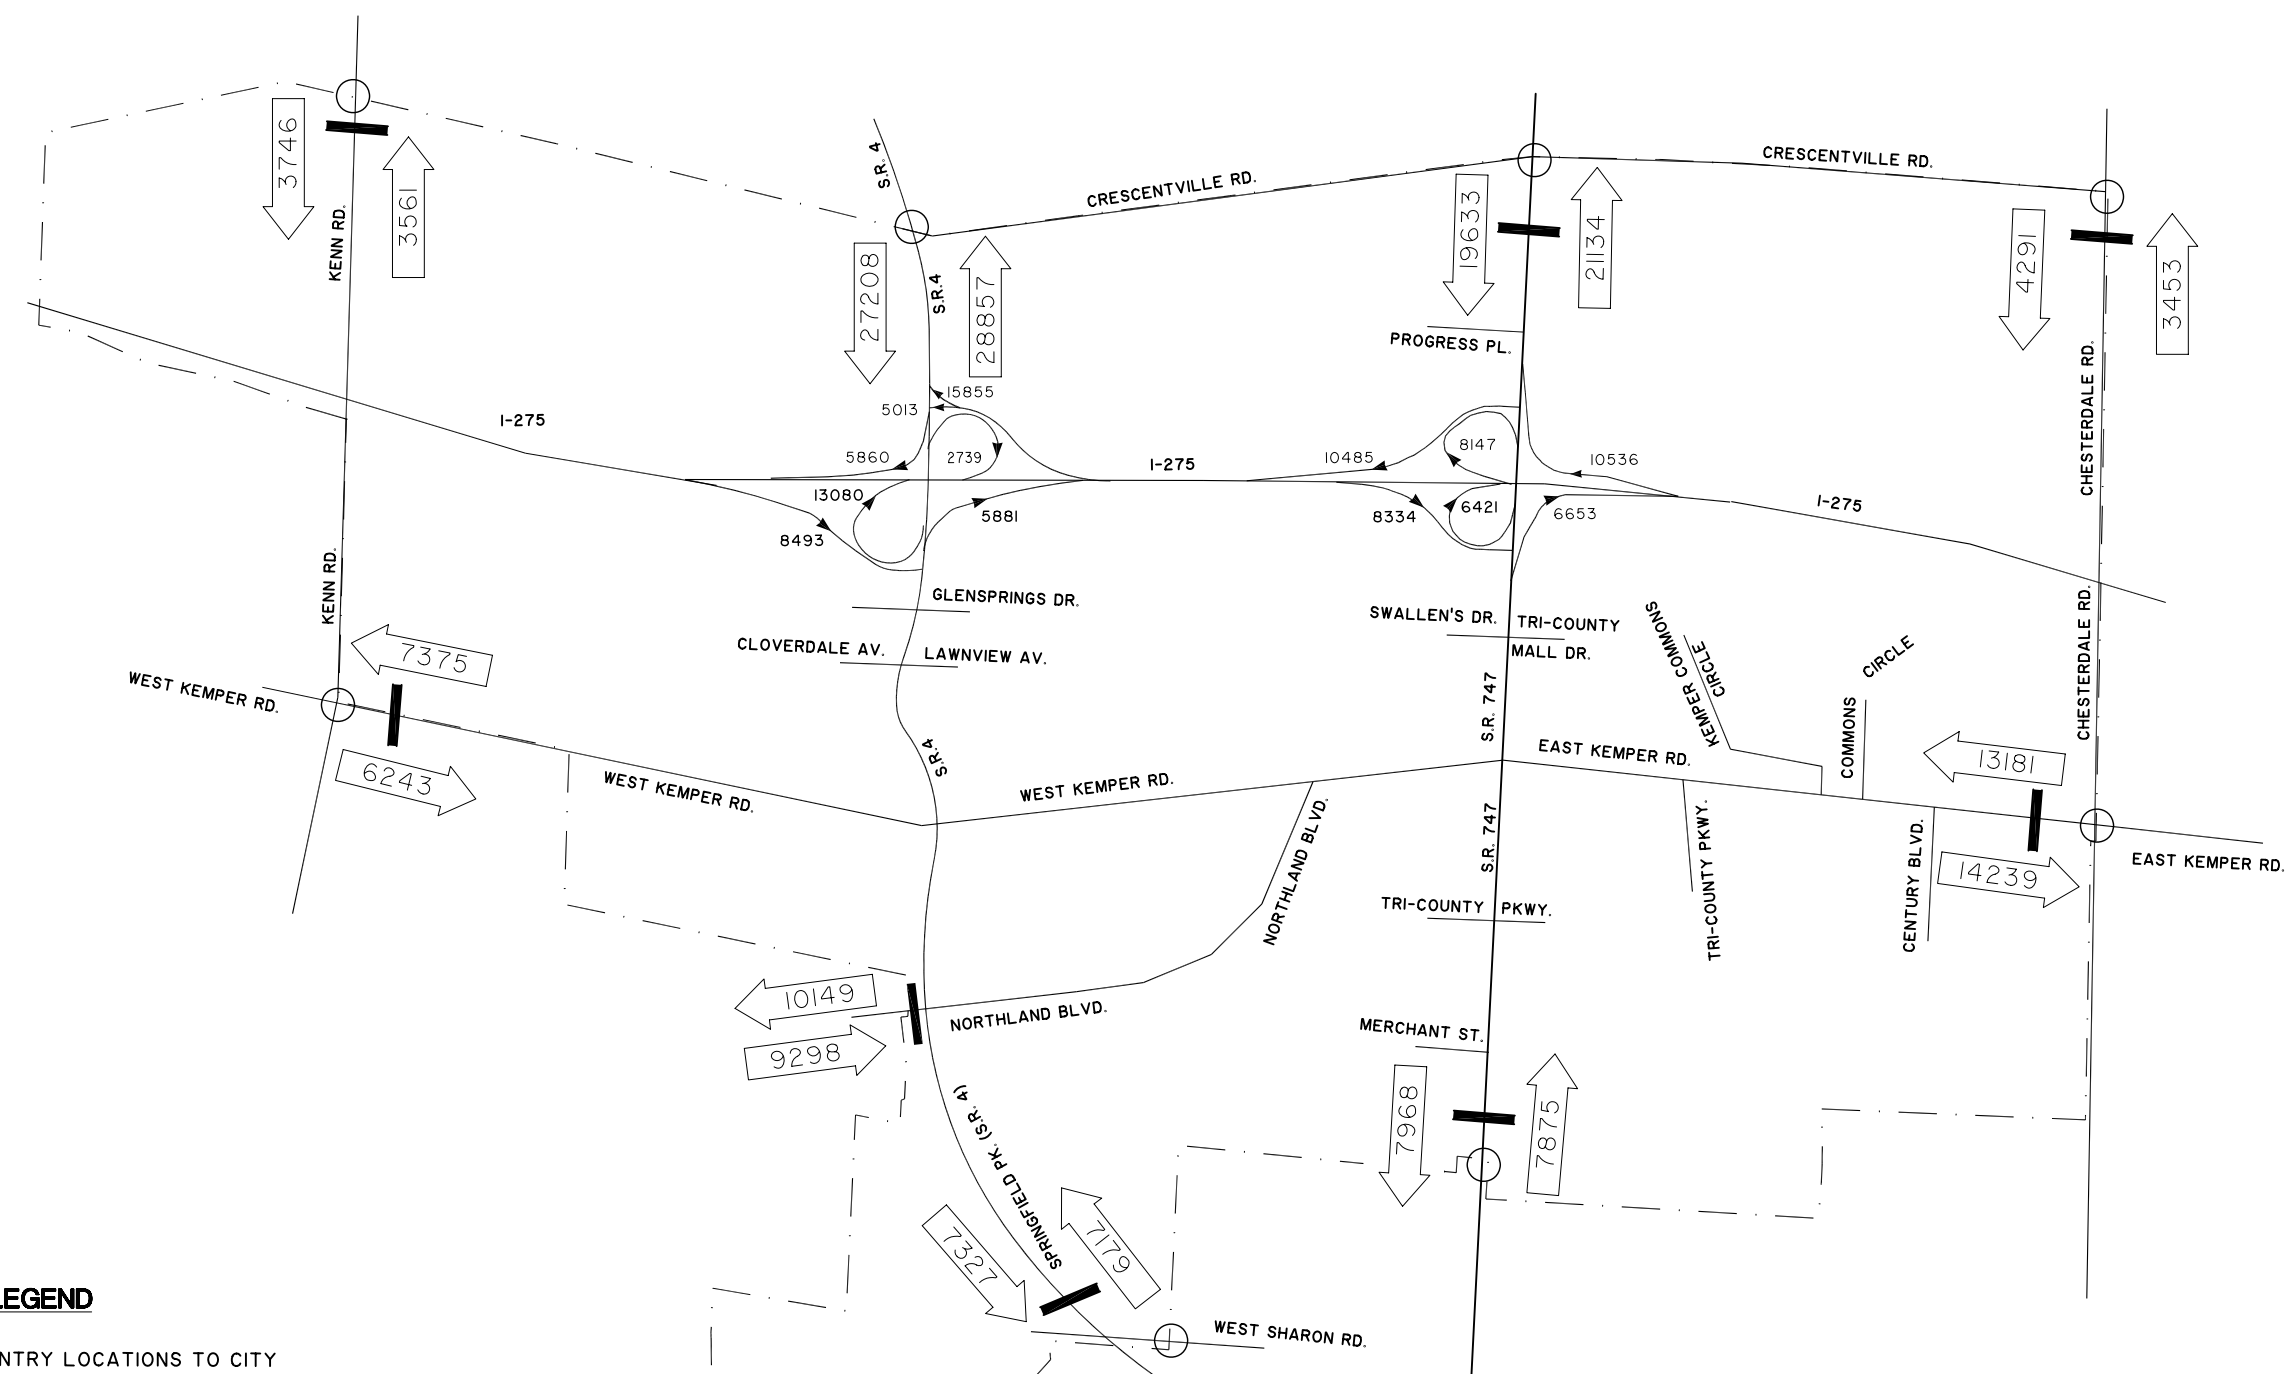 3746
3561
KENN RD.
S.R. 4
CRESCENTVILLE RD.
CRESCENTVILLE RD.
27208
S.R.4
28857
19633
21134
4291
3453
PROGRESS PL.
CHESTERDALE RD.
15855
5013
I-275
5860
2739
I-275
10485
8147
10536
13080
5881
8493
8334
6421
6653
I-275
KENN RD.
GLENSPRINGS DR.
CLOVERDALE AV.
LAWNVIEW AV.
SWALLEN'S DR.
TRI-COUNTY
MALL DR.
KEMPER COMMONS
CIRCLE
COMMONS
CIRCLE
CHESTERDALE RD.
7375
WEST KEMPER RD.
6243
WEST KEMPER RD.
S.R.4
WEST KEMPER RD.
S.R. 747
EAST KEMPER RD.
13181
S.R. 747
NORTHLAND BLVD.
TRI-COUNTY PKWY.
CENTURY BLVD.
14239
EAST KEMPER RD.
TRI-COUNTY PKWY.
10149
9298
NORTHLAND BLVD.
MERCHANT ST.
7968
7875
SPRINGFIELD PK. (S.R. 4)
7327
7179
WEST SHARON RD.
LEGEND
NTRY LOCATIONS TO CITY